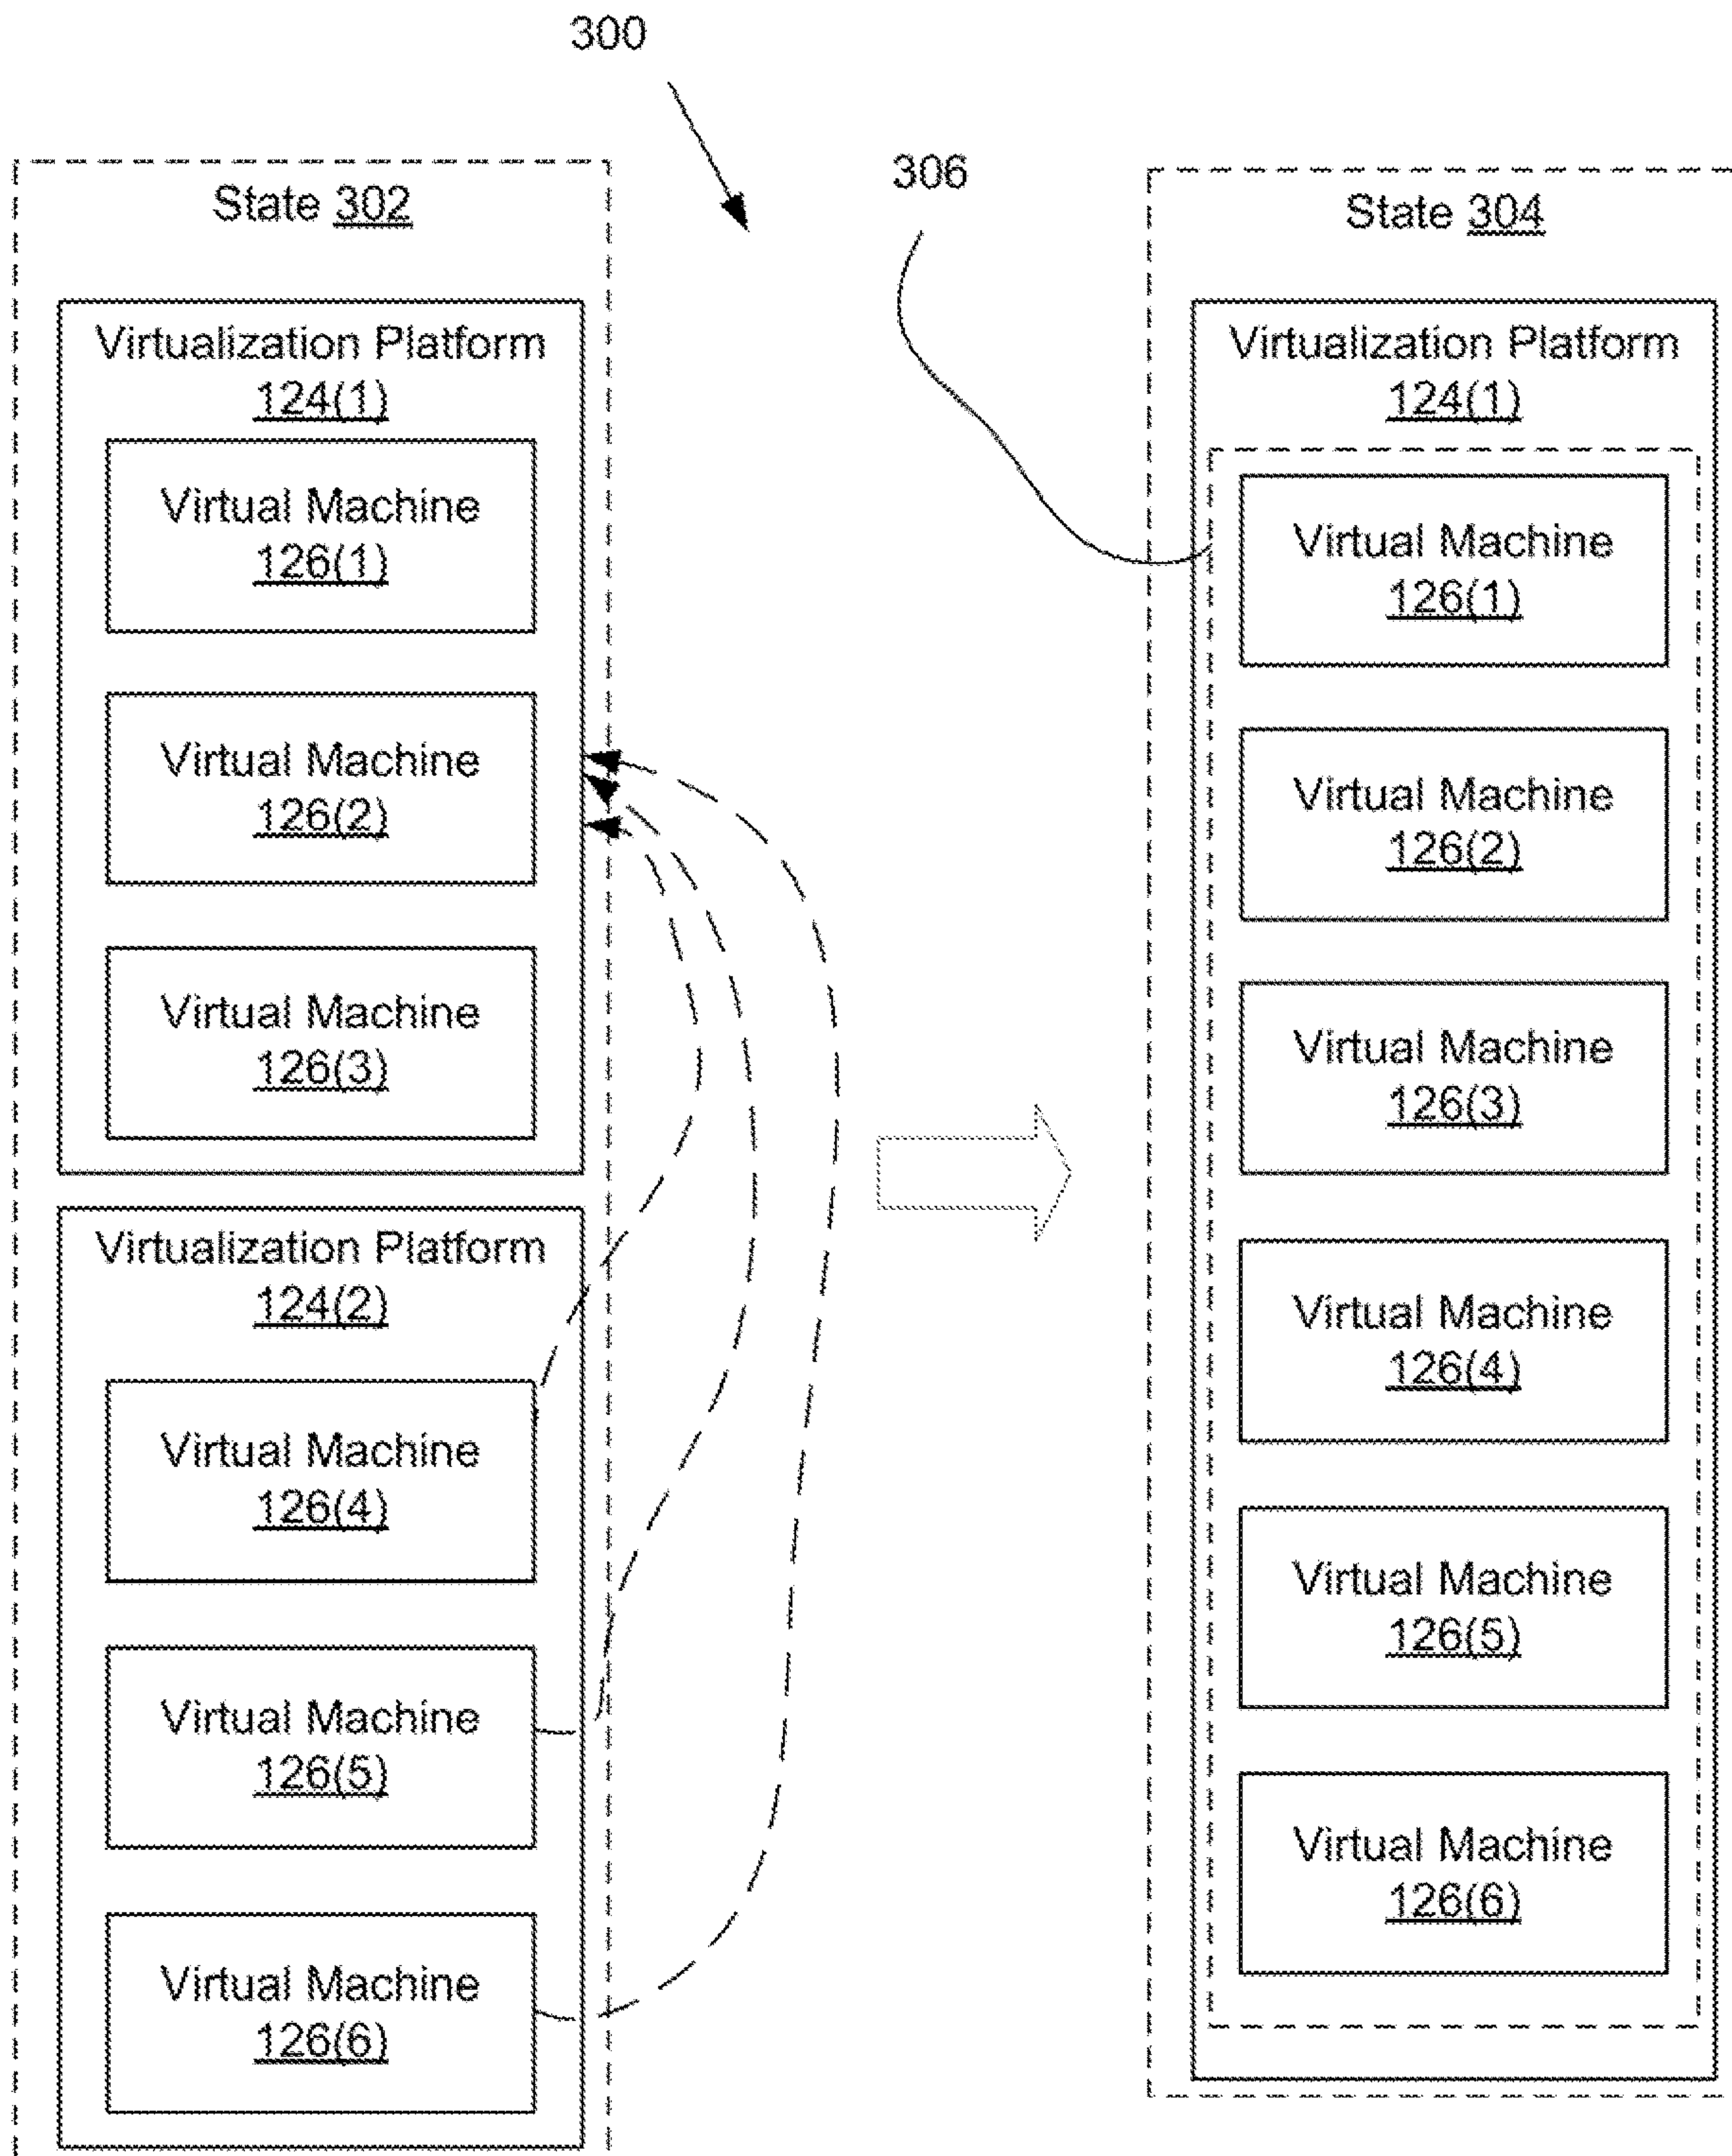 300
306
State 302
Virtualization Platform
124(1)
Virtual Machine
126(1)
Virtual Machine
126(2)
Virtual Machine
126(3)
Virtualization Platform
124(2)
Virtual Machine
126(4)
Virtual Machine
126(5)
Virtual Machine
126(6)
State 304
Virtualization Platform
124(1)
Virtual Machine
126(1)
Virtual Machine
126(2)
Virtual Machine
126(3)
Virtual Machine
126(4)
Virtual Machine
126(5)
Virtual Machine
126(6)